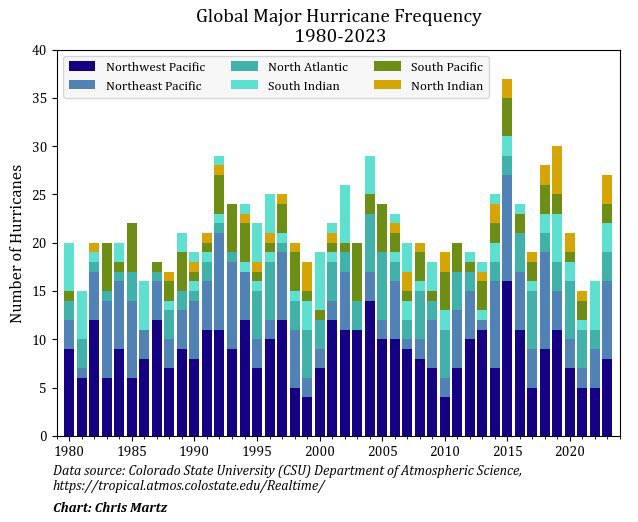 Global Major Hurricane Frequency
1980-2023
Number of Hurricanes
40
35
30
25
20
15
10
5
0
Northwest Pacific
Northeast Pacific
North Atlantic
South Indian
South Pacific
North Indian
1980 1985 1990 1995 2000 2005 2010 2015 2020
Data source: Colorado State University (CSU) Department of Atmospheric Science,
https://tropical.atmos.colostate.edu/Realtime/
Chart: Chris Martz